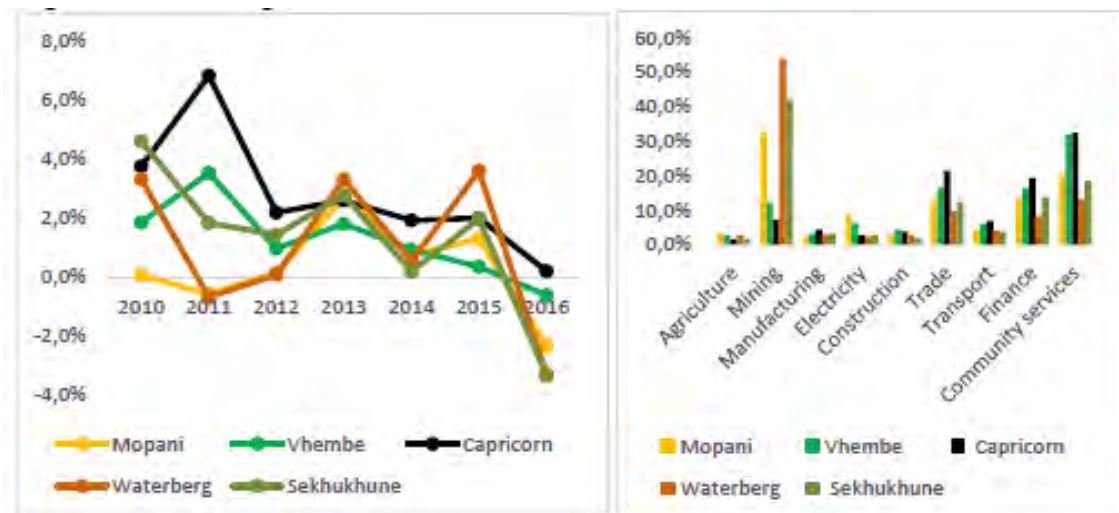 8,0%
6,0%
4,0%
2,0%
0,0%
-2,0%
-4,0%
2010 2011 2012 2013 2014 2015 2016
Mopani Vhembe Capricorn
Waterberg Sekhukhune
60,0%
50,0%
40,0%
30,0%
20,0%
10,0%
0,0%
Agriculture
Mining
Manufacturing
Electricity
Construction
Trade
Transport
Finance
Community services
Mopani Vhembe Capricorn
Waterberg Sekhukhune